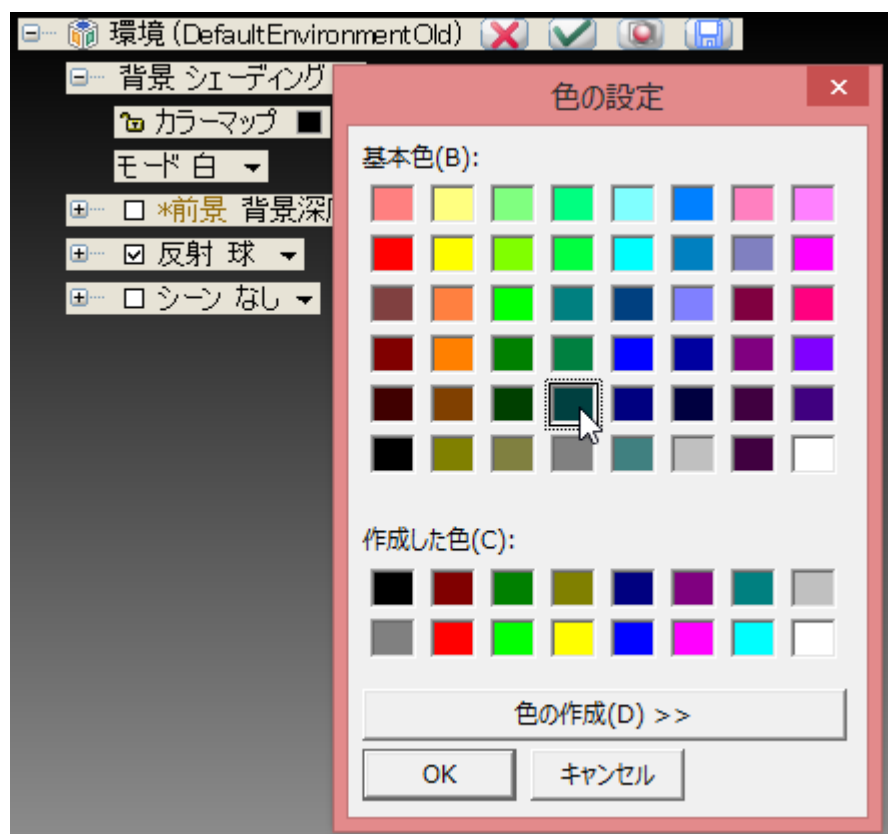 環境 (DefaultEnvironmentOld)
背景 シェーディング
カラーマップ
モード 白
*前景 背景深
反射 球
シーン なし
色の設定
基本色(B):
作成した色(C):
色の作成(D) >>
OK キャンセル